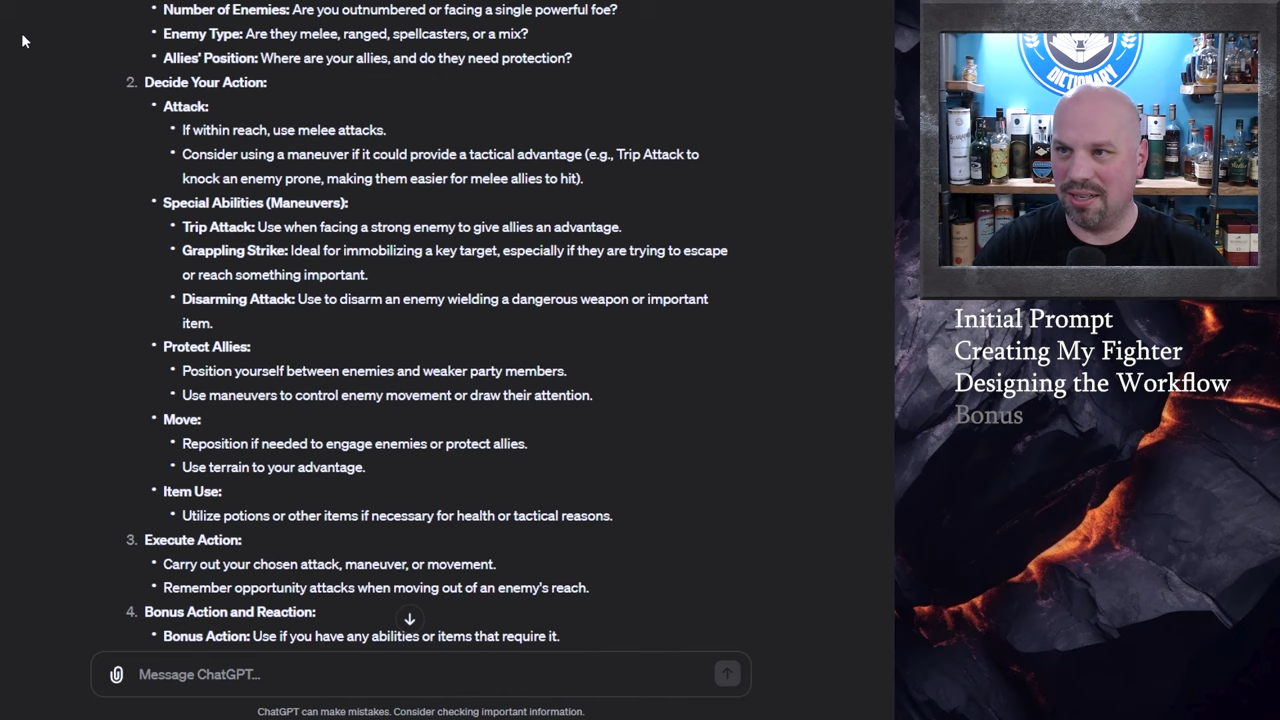 Number of Enemies: Are you outnumbered or facing a single powerful foe?
Enemy Type: Are they melee, ranged, spellcasters, or a mix?
Allies' Position: Where are your allies, and do they need protection?
2. Decide Your Action:
Attack:
If within reach, use melee attacks.
Consider using a maneuver if it could provide a tactical advantage (e.g., Trip Attack to
knock an enemy prone, making them easier for melee allies to hit).
Special Abilities (Maneuvers):
Trip Attack: Use when facing a strong enemy to give allies an advantage.
Grappling Strike: Ideal for immobilizing a key target, especially if they are trying to escape
or reach something important.
Disarming Attack: Use to disarm an enemy wielding a dangerous weapon or important
item.
Protect Allies:
Position yourself between enemies and weaker party members.
Use maneuvers to control enemy movement or draw their attention.
Move:
Reposition if needed to engage enemies or protect allies.
Use terrain to your advantage.
Item Use:
Utilize potions or other items if necessary for health or tactical reasons.
3. Execute Action:
Carry out your chosen attack, maneuver, or movement.
Remember opportunity attacks when moving out of an enemy's reach.
4. Bonus Action and Reaction:
Bonus Action: Use if you have any abilities or items that require it.
Message ChatGPT...
ChatGPT can make mistakes. Consider checking important information.
DICTIONARY
Initial Prompt
Creating My Fighter
Designing the Workflow
Bonus